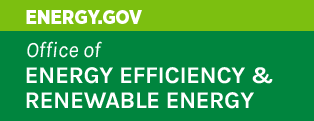 ENERGY.GOV
Office of
ENERGY EFFICIENCY &
RENEWABLE ENERGY